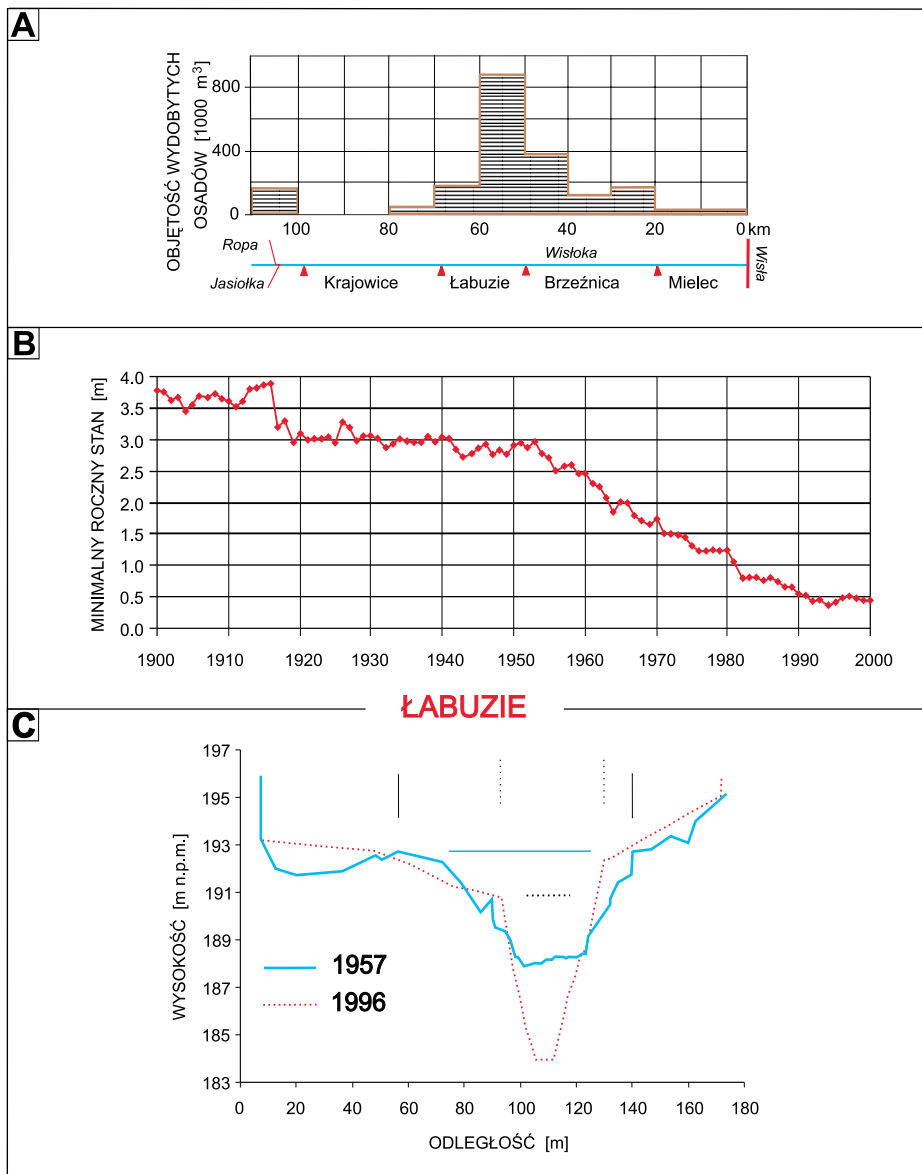 A
OBJĘTOŚĆ WYDOBYTYCH
OSADÓW [1000 m³]
800
400
0
100 80 60 40 20 0 km
Ropa
Jasiołka
Wisłoka
Wisła
Krajowice Łabuzie Brzeźnica Mielec
B
MINIMALNY ROCZNY STAN [m]
4.0
3.5
3.0
2.5
2.0
1.5
1.0
0.5
0.0
1900 1910 1920 1930 1940 1950 1960 1970 1980 1990 2000
ŁABUZIE
C
WYSOKOŚĆ [m n.p.m.]
197
195
193
191
189
187
185
183
1957
1996
0 20 40 60 80 100 120 140 160 180
ODLEGŁOŚĆ [m]